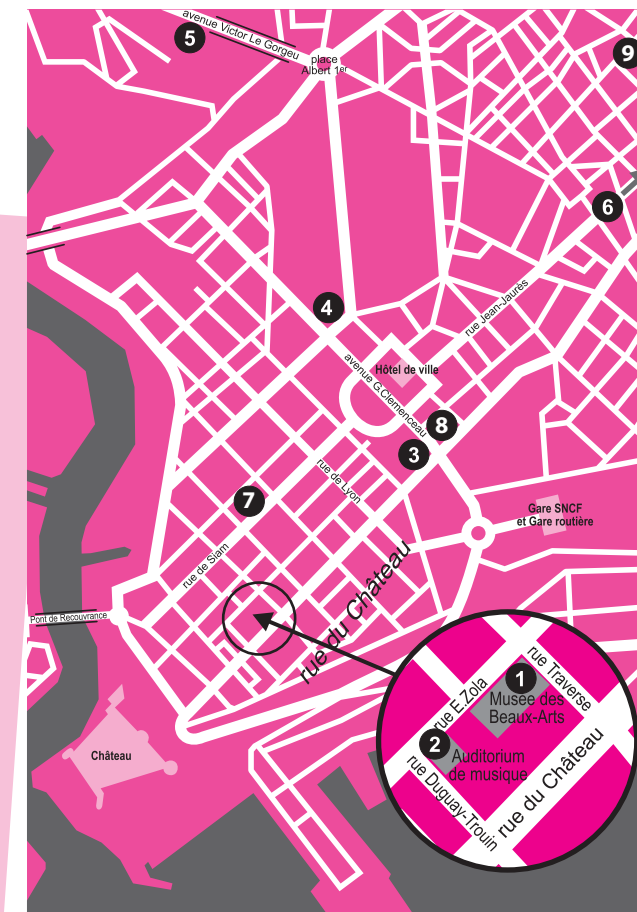 avenue Victor Le Gorgeu
5
place
Albert 1er
9
6
rue Jean-Jaurès
4
Hôtel de ville
avenue G.Clemenceau
8
3
rue de Lyon
7
Gare SNCF
et Gare routière
rue de Siam
rue du Château
Pont de Recouvrance
Château
1
Musée des
Beaux-Arts
rue Traverse
rue E.Zola
2
Auditorium
de musique
rue du Château
rue Duguay-Trouin